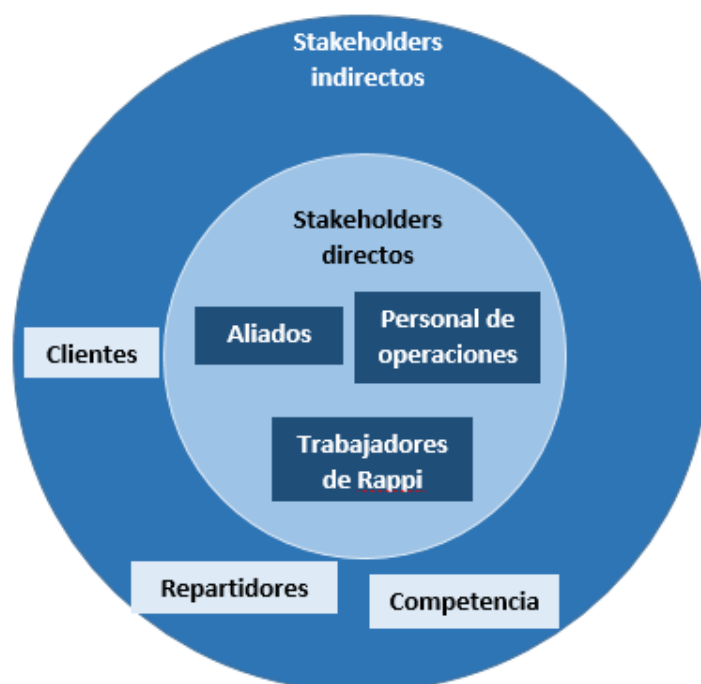 Stakeholders
indirectos
Stakeholders
directos
Aliados
Personal de
operaciones
Clientes
Trabajadores
de Rappi
Repartidores
Competencia